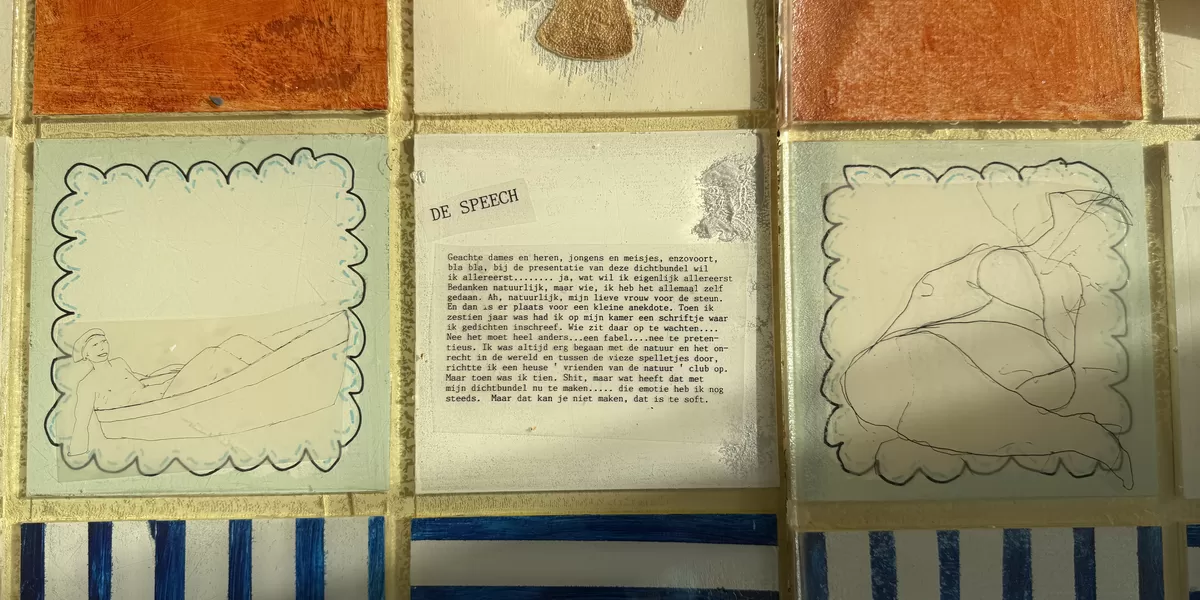 DE SPEECH
Geachte dames en heren, jongens en meisjes, enzovoort,
bla bla, bij de presentatie van deze dichtbundel wil
ik allereerst........ ja, wat wil ik eigenlijk allereerst
Bedanken natuurlijk, maar wie, ik heb het allemaal zelf
gedaan. Ah, natuurlijk, mijn lieve vrouw voor de steun.
En dan is er plaats voor een kleine anekdote. Toen ik
zestien jaar was had ik op mijn kamer een schriftje waar
ik gedichten inschreef. Wie zit daar op te wachten....
Nee het moet heel anders...een fabel....nee te preten-
tieus. Ik was altijd erg begaan met de natuur en het on-
recht in de wereld en tussen de vieze spelletjes door,
richtte ik een heuse ' vrienden van de natuur ' club op.
Maar toen was ik tien. Shit, maar wat heeft dat met
mijn dichtbundel nu te maken..... die emotie heb ik nog
steeds.  Maar dat kan je niet maken, dat is te soft.